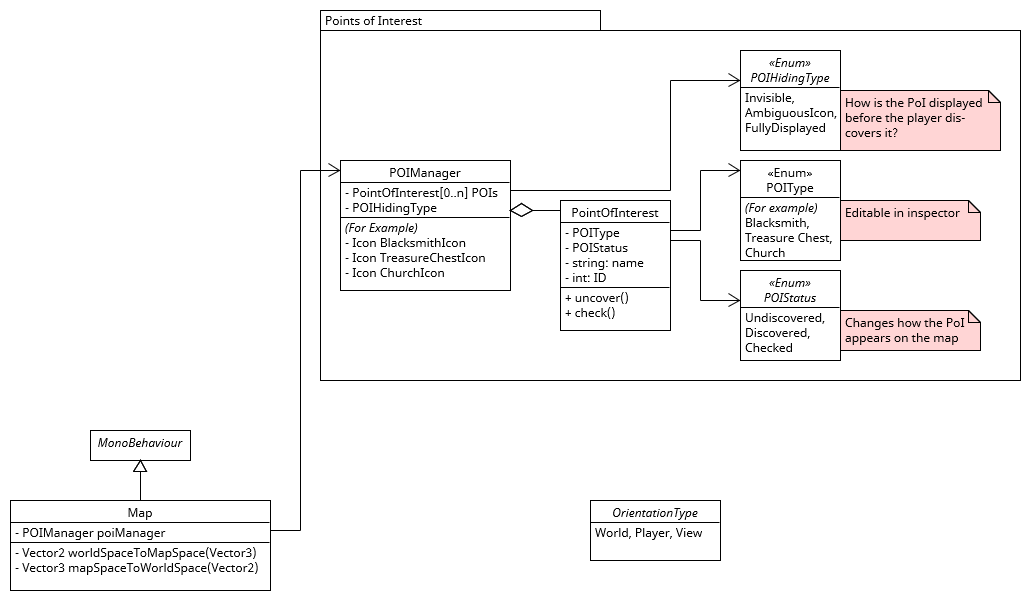 Points of Interest
«Enum»
POIHidingType
Invisible,
AmbiguousIcon,
FullyDisplayed
How is the PoI displayed
before the player dis-
covers it?
POIManager
- PointOfInterest[0..n] POIs
- POIHidingType
(For Example)
- Icon BlacksmithIcon
- Icon TreasureChestIcon
- Icon ChurchIcon
PointOfInterest
- POIType
- POIStatus
- string: name
- int: ID
+ uncover()
+ check()
«Enum»
POIType
(For example)
Blacksmith,
Treasure Chest,
Church
Editable in inspector
«Enum»
POIStatus
Undiscovered,
Discovered,
Checked
Changes how the PoI
appears on the map
MonoBehaviour
Map
- POIManager poiManager
- Vector2 worldSpaceToMapSpace(Vector3)
- Vector3 mapSpaceToWorldSpace(Vector2)
OrientationType
World, Player, View